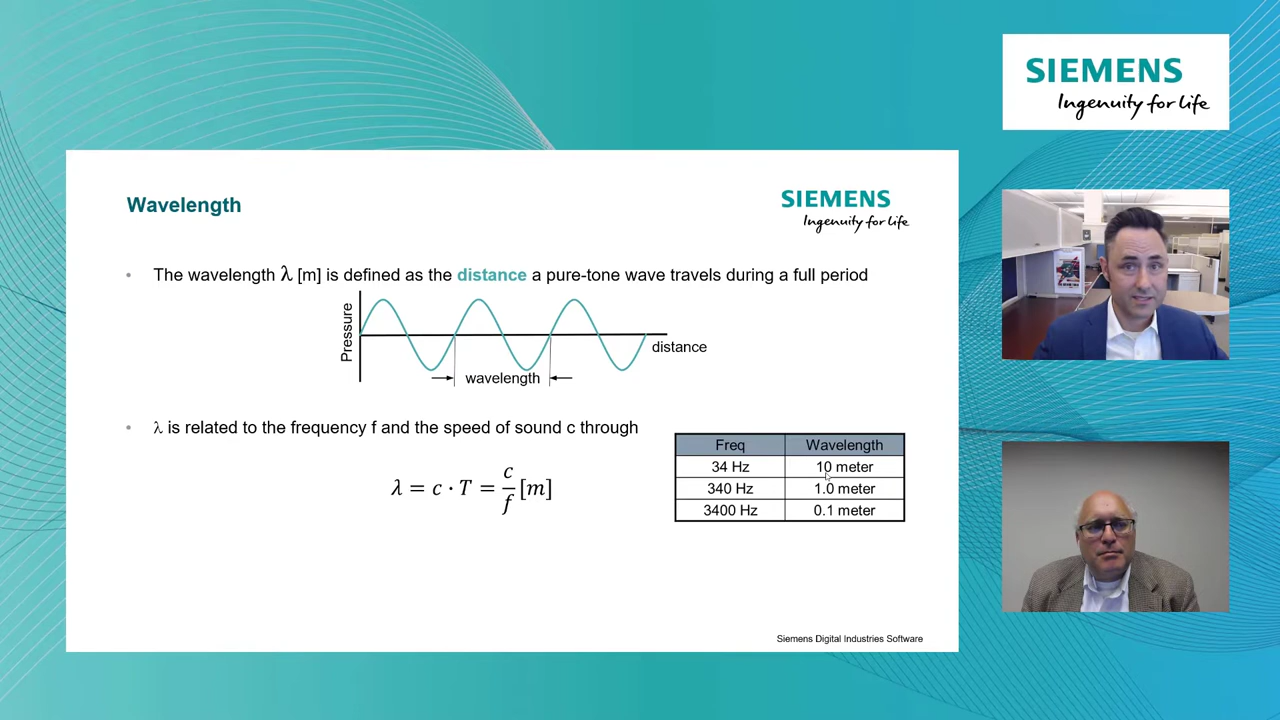 SIEMENS
Ingenuity for life
Wavelength
SIEMENS
Ingenuity for life
• The wavelength λ [m] is defined as the distance a pure-tone wave travels during a full period
Pressure
distance
wavelength
• λ is related to the frequency f and the speed of sound c through
λ = c · T = c/f [m]
Freq Wavelength
34 Hz 10 meter
340 Hz 1.0 meter
3400 Hz 0.1 meter
Siemens Digital Industries Software